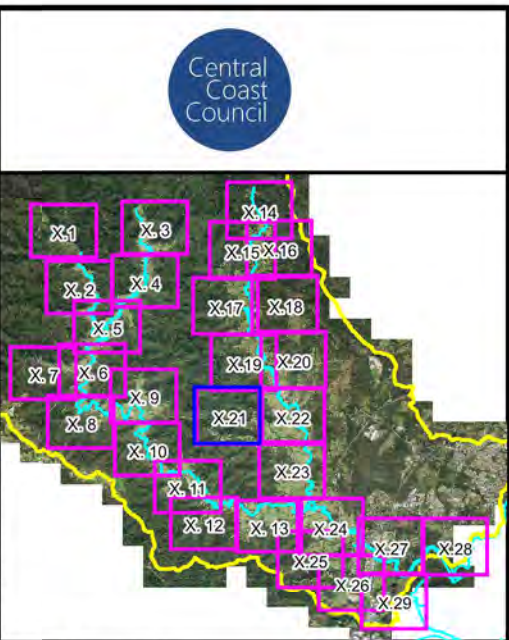 Central
Coast
Council
X.14
X.1
X. 3
X.15
X.16
X. 2
X. 4
X.17
X.18
X. 5
X.19
X.20
X. 7
X. 6
X. 9
X. 8
X.21
X.22
X. 10
X.23
X. 11
X. 12
X. 13
X.24
X.27
X.28
X.25
X.26
X.29